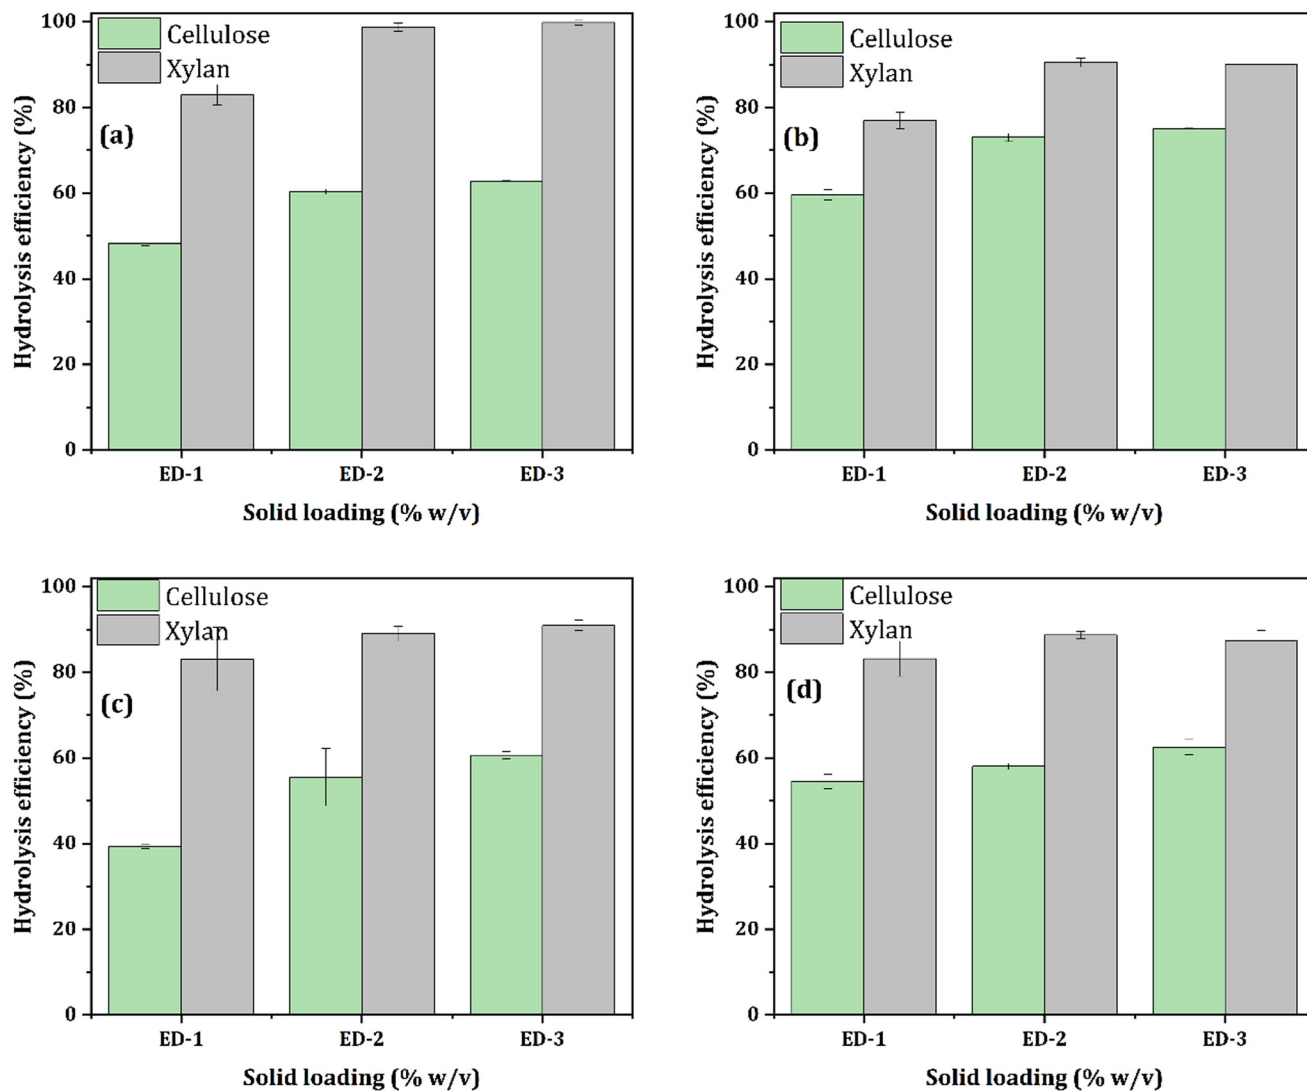 Hydrolysis efficiency (%)
100
80
60
40
20
0
Cellulose
Xylan
(a)
ED-1 ED-2 ED-3
Solid loading (% w/v)
Hydrolysis efficiency (%)
100
80
60
40
20
0
Cellulose
Xylan
(b)
ED-1 ED-2 ED-3
Solid loading (% w/v)
Hydrolysis efficiency (%)
100
80
60
40
20
0
Cellulose
Xylan
(c)
ED-1 ED-2 ED-3
Solid loading (% w/v)
Hydrolysis efficiency (%)
100
80
60
40
20
0
Cellulose
Xylan
(d)
ED-1 ED-2 ED-3
Solid loading (% w/v)